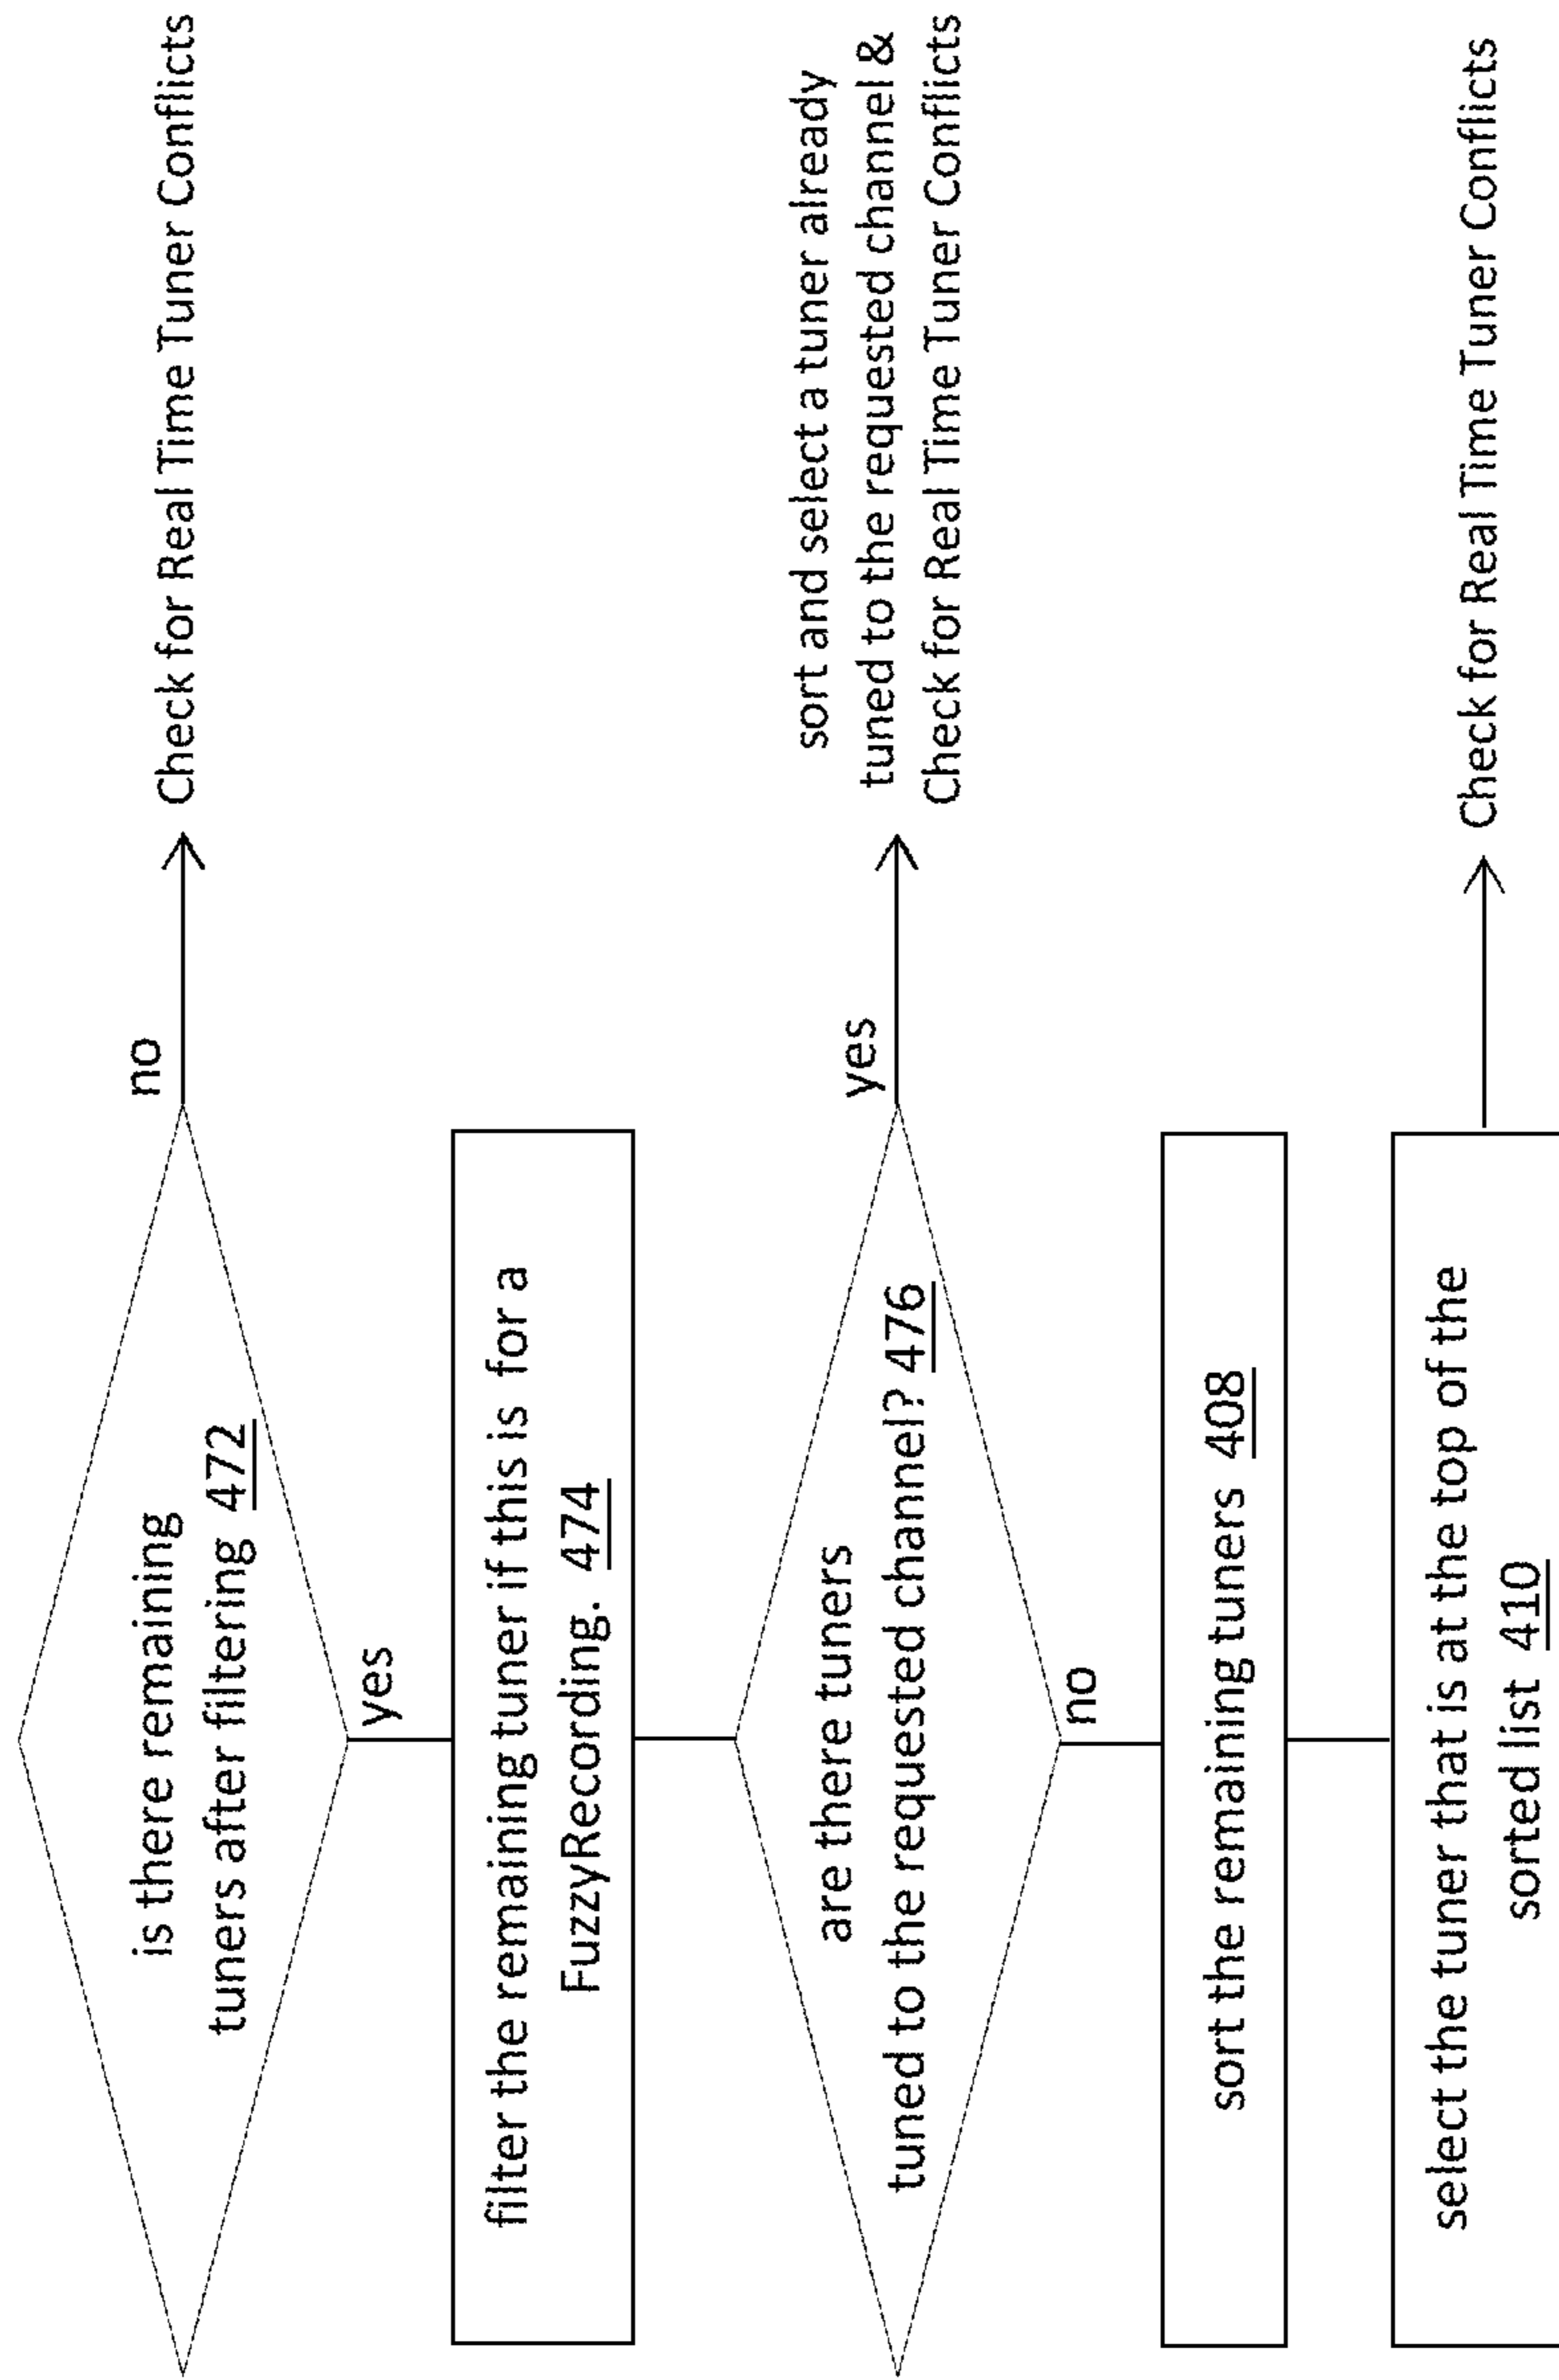 is there remaining
tuners after filtering 472
no
Check for Real Time Tuner Conflicts
yes
filter the remaining tuner if this is for a
FuzzyRecording. 474
are there tuners
tuned to the requested channel? 476
yes
sort and select a tuner already
tuned to the requested channel &
Check for Real Time Tuner Conflicts
no
sort the remaining tuners 408
select the tuner that is at the top of the
sorted list 410
Check for Real Time Tuner Conflicts